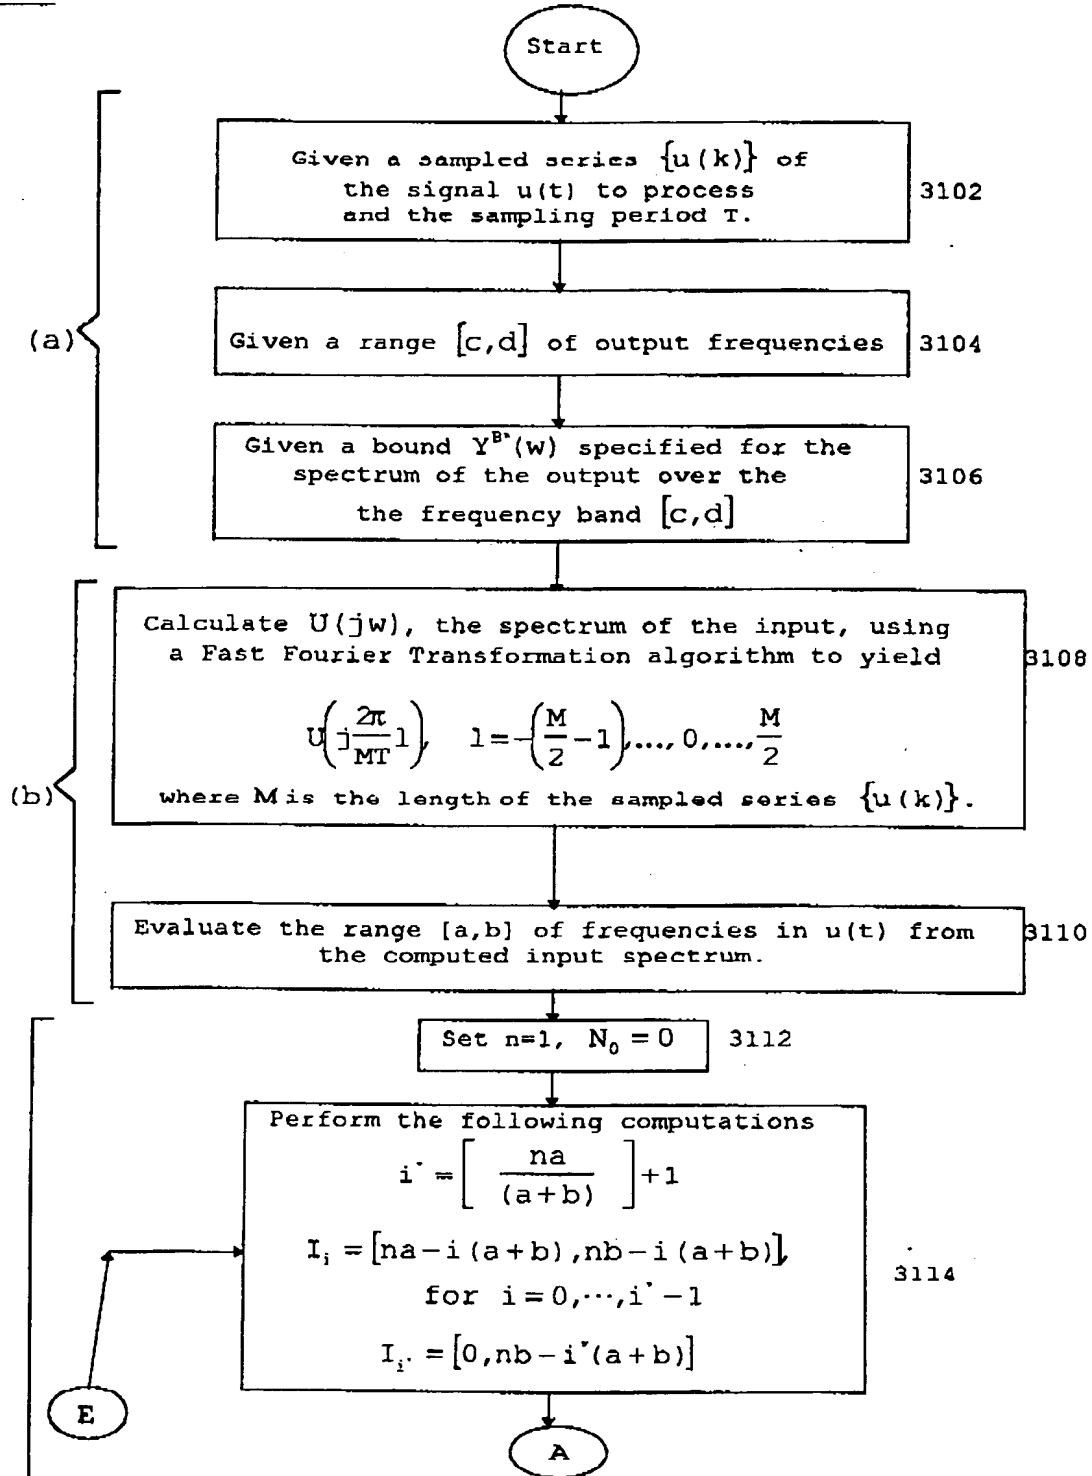 Start
Given a sampled series {u(k)} of
the signal u(t) to process
and the sampling period T.
3102
(a)
Given a range [c,d] of output frequencies
3104
Given a bound Y^B*(w) specified for the
spectrum of the output over the
the frequency band [c,d]
3106
Calculate U(jw), the spectrum of the input, using
a Fast Fourier Transformation algorithm to yield
3108
U(j 2π/MT l), l=-(M/2-1),..., 0,..., M/2
(b)
where M is the length of the sampled series {u(k)}.
Evaluate the range [a,b] of frequencies in u(t) from
the computed input spectrum.
3110
Set n=1, N₀ = 0
3112
Perform the following computations
i* = [ na/(a+b) ]+1
I_i = [na-i(a+b),nb-i(a+b)],
for i=0,...,i*-1
3114
I_i* = [0,nb-i*(a+b)]
E
A